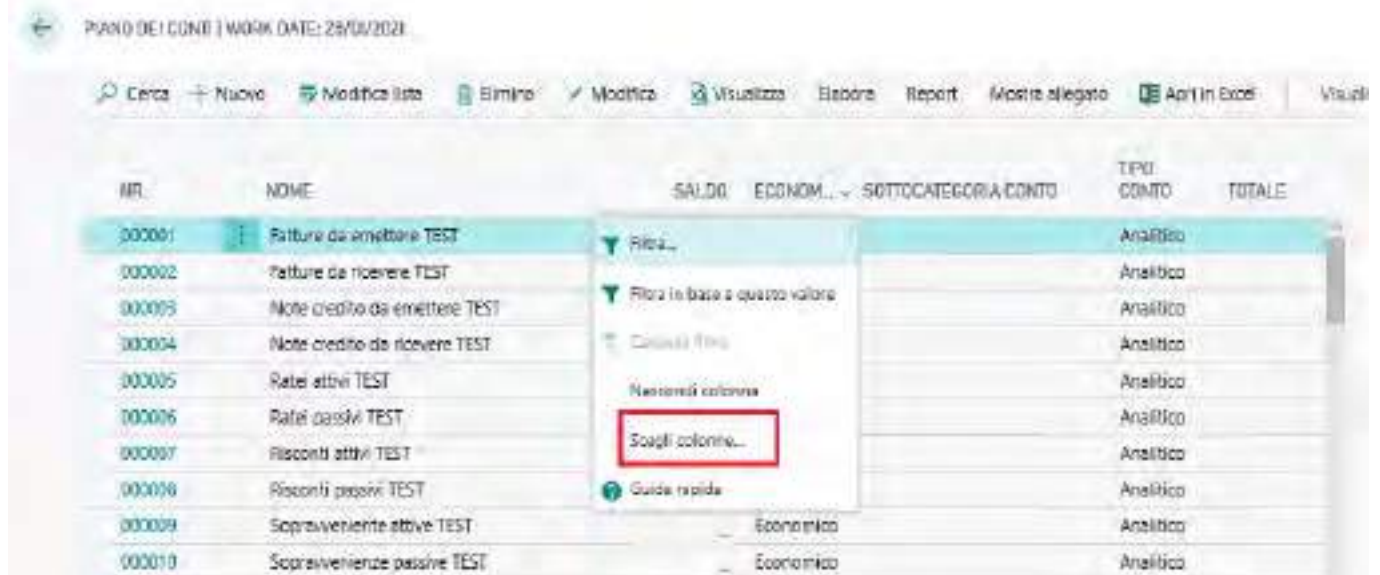 PIANO DEI CONTI | WORK DATE: 28/01/2021
Cerca + Nuovo Modifica lista Elimina Modifica Visualizza Elabora Report Mostra allegato Apri in Excel
NR. NOME SALDO ECONOM... SOTTOCATEGORIA CONTO TIPO CONTO TOTALE
000001 Fatture da emettere TEST Analitico
000002 Fatture da ricevere TEST Analitico
000003 Note credito da emettere TEST Analitico
000004 Note credito da ricevere TEST Analitico
000005 Ratei attivi TEST Analitico
000006 Ratei passivi TEST Analitico
000007 Risconti attivi TEST Analitico
000008 Risconti passivi TEST Analitico
000009 Sopravveniente attive TEST _ Economico Analitico
000010 Sopravvenienze passive TEST _ Economico Analitico
Filtra...
Filtra in base a questo valore
Cancella filtro
Nascondi colonna
Scegli colonne...
Guida rapida